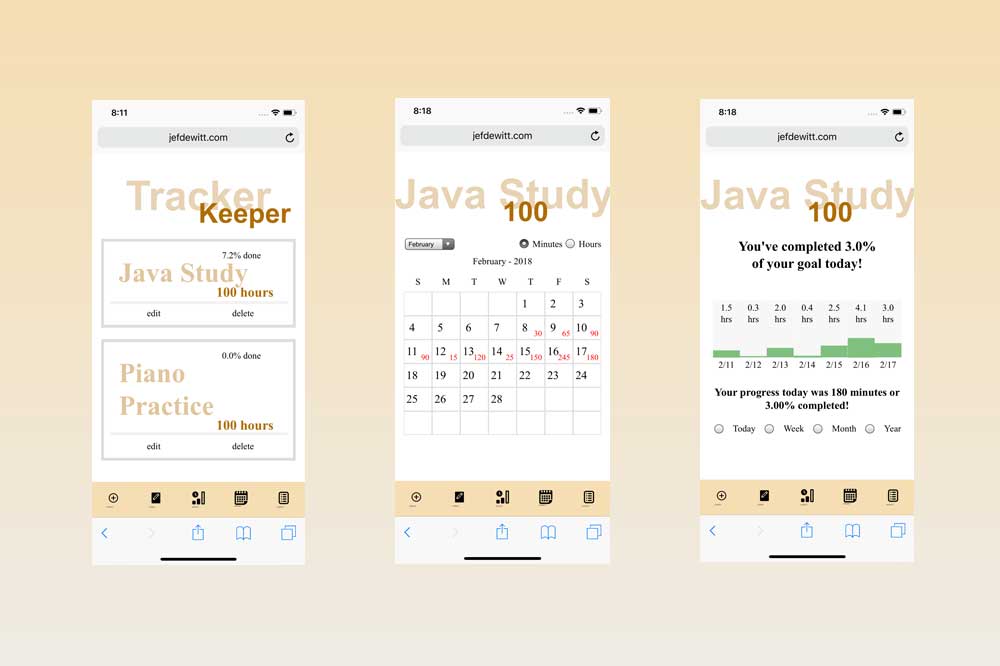 8:11
jefdewitt.com
Tracker
Keeper
7.2% done
Java Study
100 hours
edit delete
0.0% done
Piano
Practice
100 hours
edit delete
8:18
jefdewitt.com
Java Study
100
February Minutes Hours
February - 2018
S M T W T F S
1 2 3
4 5 6 7 8 30 9 65 10 90
11 90 12 15 13 120 14 25 15 150 16 245 17 180
18 19 20 21 22 23 24
25 26 27 28
8:18
jefdewitt.com
Java Study
100
You've completed 3.0%
of your goal today!
1.5 0.3 2.0 0.4 2.5 4.1 3.0
hrs hrs hrs hrs hrs hrs hrs
2/11 2/12 2/13 2/14 2/15 2/16 2/17
Your progress today was 180 minutes or
3.00% completed!
Today Week Month Year